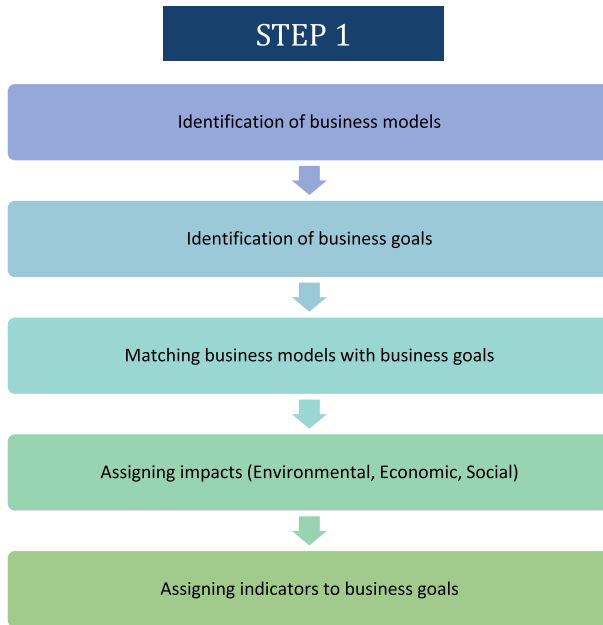 STEP 1
Identification of business models
Identification of business goals
Matching business models with business goals
Assigning impacts (Environmental, Economic, Social)
Assigning indicators to business goals